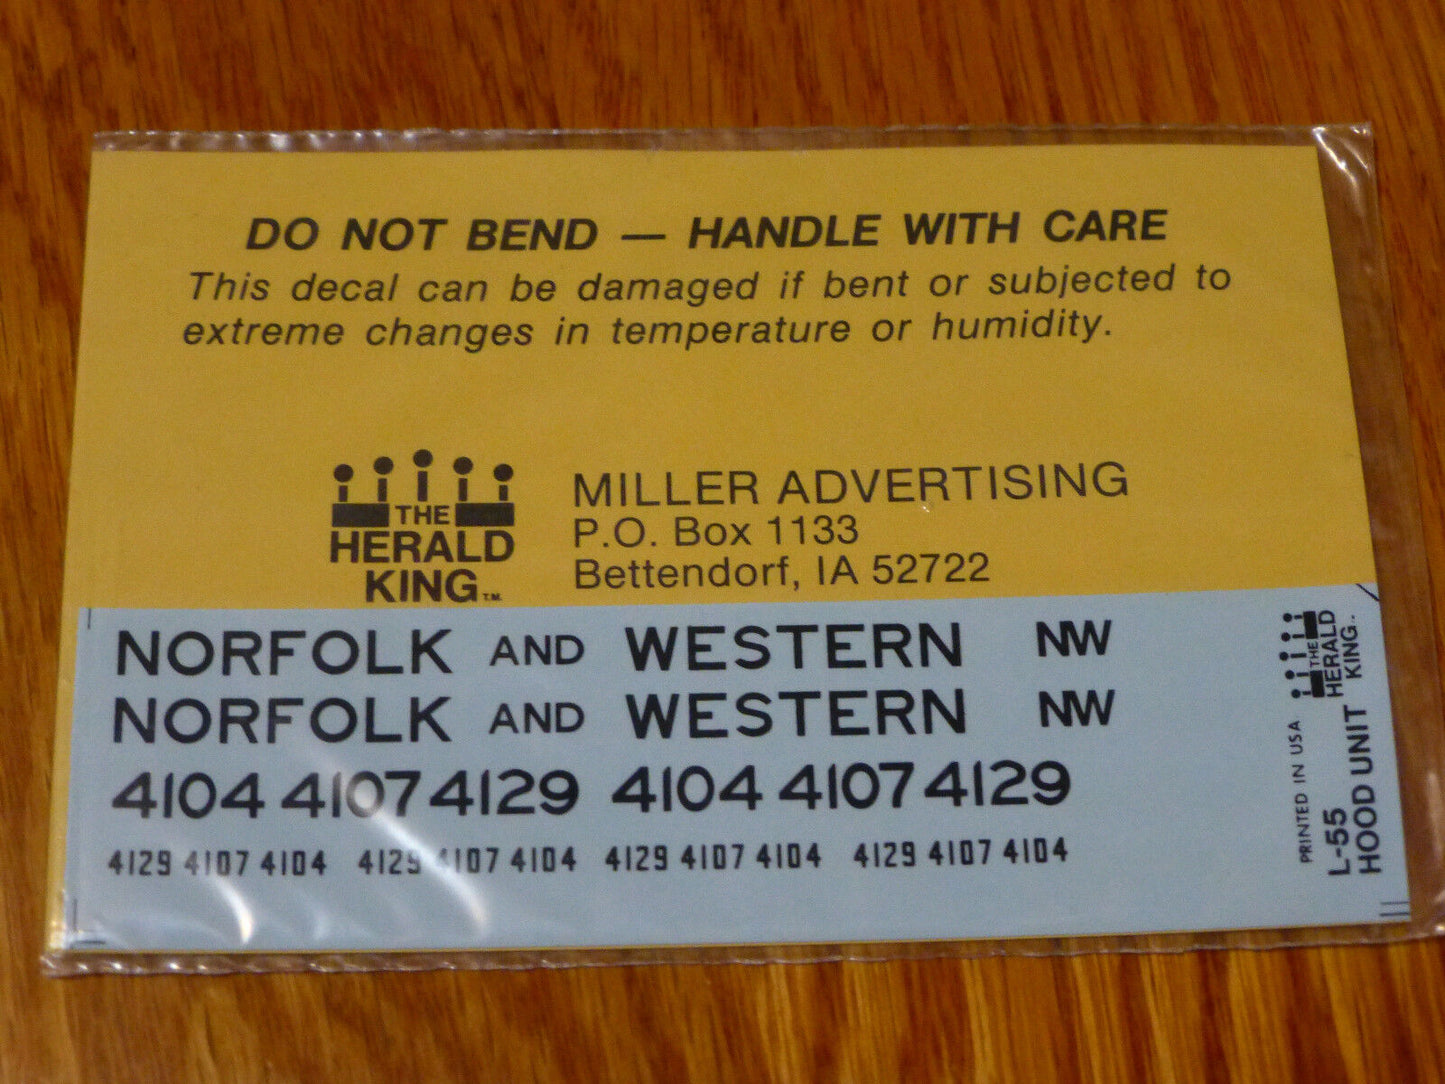 DO NOT BEND — HANDLE WITH CARE
This decal can be damaged if bent or subjected to
extreme changes in temperature or humidity.
THE
HERALD
KING™
MILLER ADVERTISING
P.O. Box 1133
Bettendorf, IA 52722
NORFOLK AND WESTERN NW
NORFOLK AND WESTERN NW
4104 4107 4129 4104 4107 4129
4129 4107 4104 4129 4107 4104 4129 4107 4104 4129 4107 4104
THE
HERALD
KING™
PRINTED IN USA
L-55
HOOD UNIT